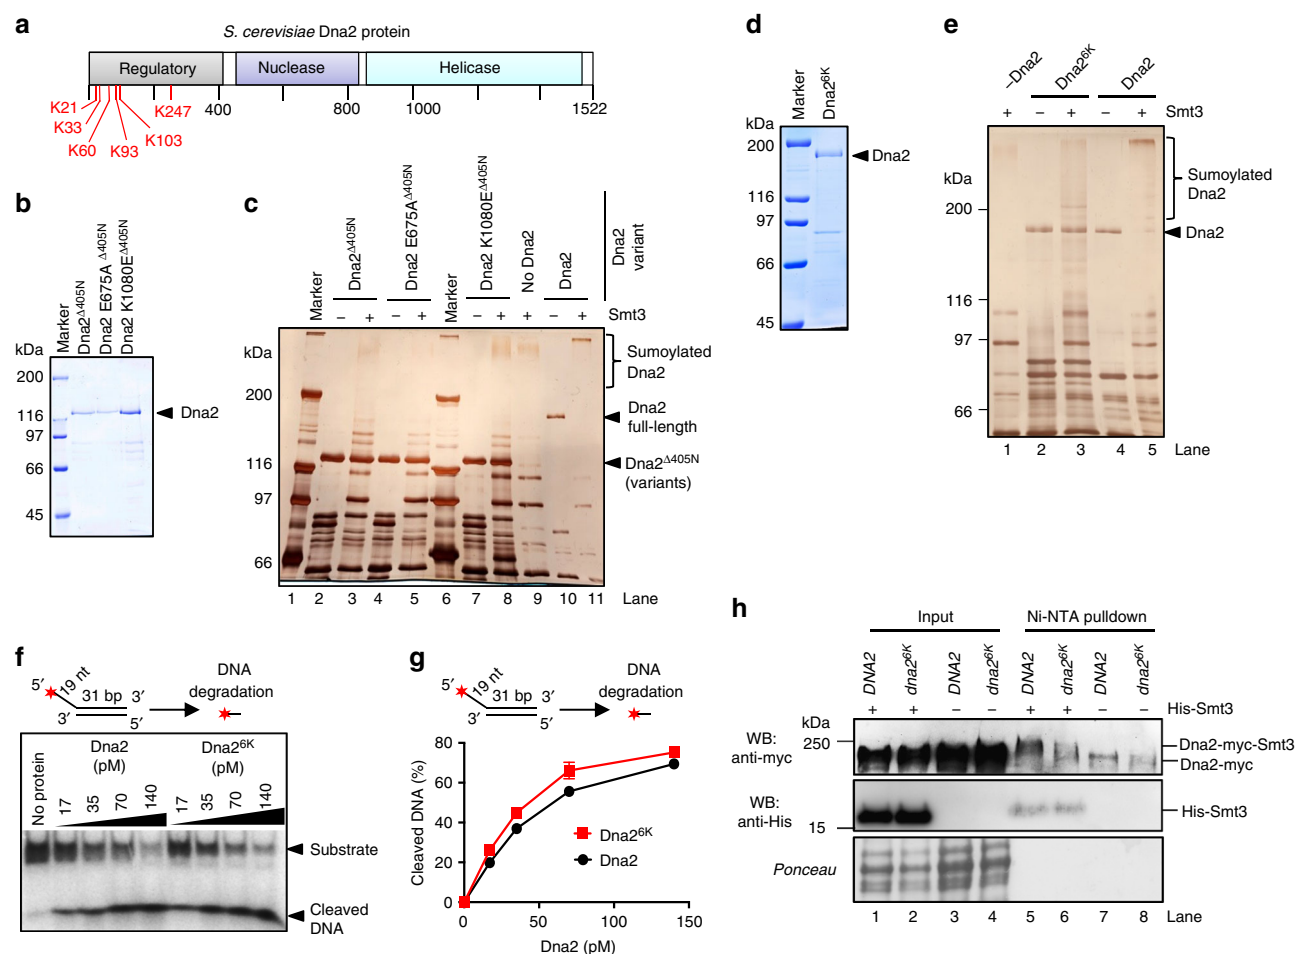 a
S. cerevisiae Dna2 protein
Regulatory
Nuclease
Helicase
K21
K33
K60
K93
K103
K247
400
800
1000
1522
b
Marker
Dna2Δ405N
Dna2 E675AΔ405N
Dna2 K1080EΔ405N
kDa
200
116
97
66
45
Dna2
c
Marker
Dna2Δ405N
Dna2 E675AΔ405N
Marker
Dna2 K1080EΔ405N
No Dna2
Dna2
Dna2 variant
– + – + – + + – + Smt3
kDa
200
116
97
66
Sumoylated
Dna2
Dna2
full-length
Dna2Δ405N
(variants)
1 2 3 4 5 6 7 8 9 10 11 Lane
d
Marker
Dna26K
kDa
200
116
97
66
45
Dna2
e
–Dna2
Dna26K
Dna2
+ – + – + Smt3
kDa
200
116
97
66
Sumoylated
Dna2
Dna2
1 2 3 4 5 Lane
f
5′
19 nt
31 bp
3′
3′
5′
DNA
degradation
No protein
Dna2
(pM)
Dna26K
(pM)
17 35 70 140 17 35 70 140
Substrate
Cleaved
DNA
g
5′
19 nt
31 bp
3′
3′
5′
DNA
degradation
Cleaved DNA (%)
80
60
40
20
0
Dna26K
Dna2
0 50 100 150
Dna2 (pM)
h
Input
Ni-NTA pulldown
DNA2 dna26K DNA2 dna26K DNA2 dna26K DNA2 dna26K
+ + – – + + – – His-Smt3
kDa
WB:
anti-myc
250
Dna2-myc-Smt3
Dna2-myc
WB:
anti-His
15
His-Smt3
Ponceau
1 2 3 4 5 6 7 8 Lane